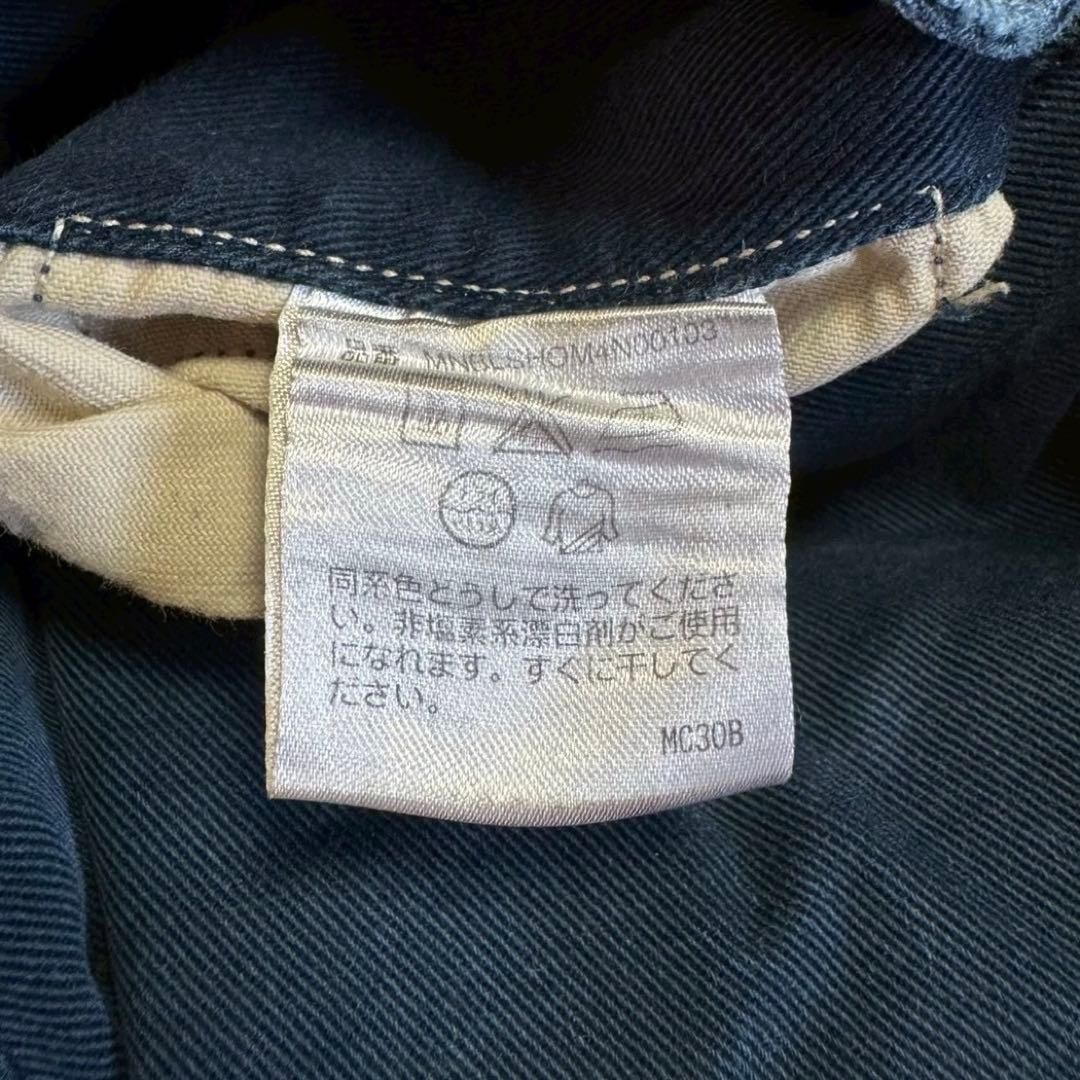 品番 MNGLSHOM4N00103
同系色どうしで洗ってくださ
い。非塩素系漂白剤がご使用
になれます。すぐに干してく
ださい。
MC30B